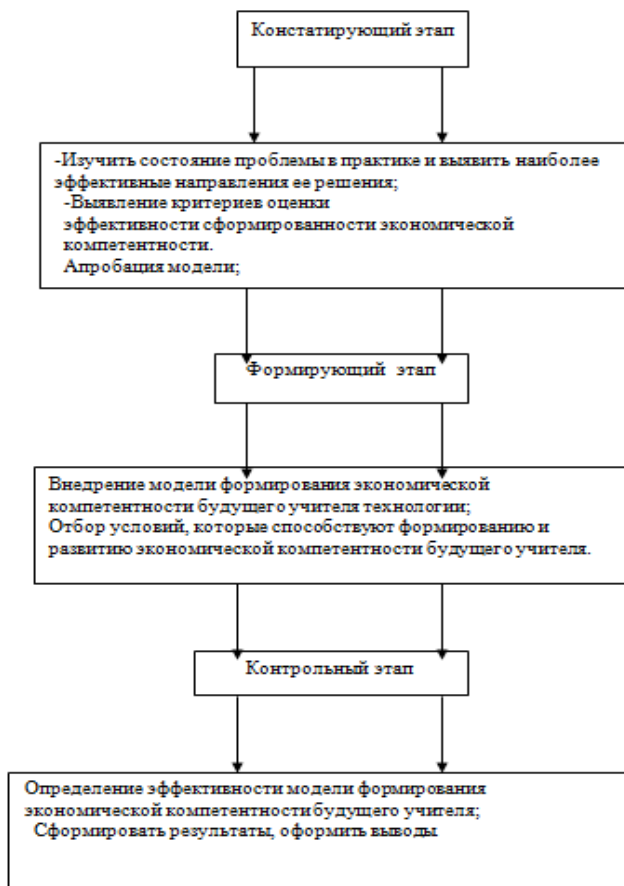 Констатирующий этап
-Изучить состояние проблемы в практике и выявить наиболее
эффективные направления ее решения;
-Выявление критериев оценки
эффективности сформированности экономической
компетентности.
Апробация модели;
Формирующий этап
Внедрение модели формирования экономической
компетентности будущего учителя технологии;
Отбор условий, которые способствуют формированию и
развитию экономической компетентности будущего учителя.
Контрольный этап
Определение эффективности модели формирования
экономической компетентности будущего учителя;
Сформировать результаты, оформить выводы